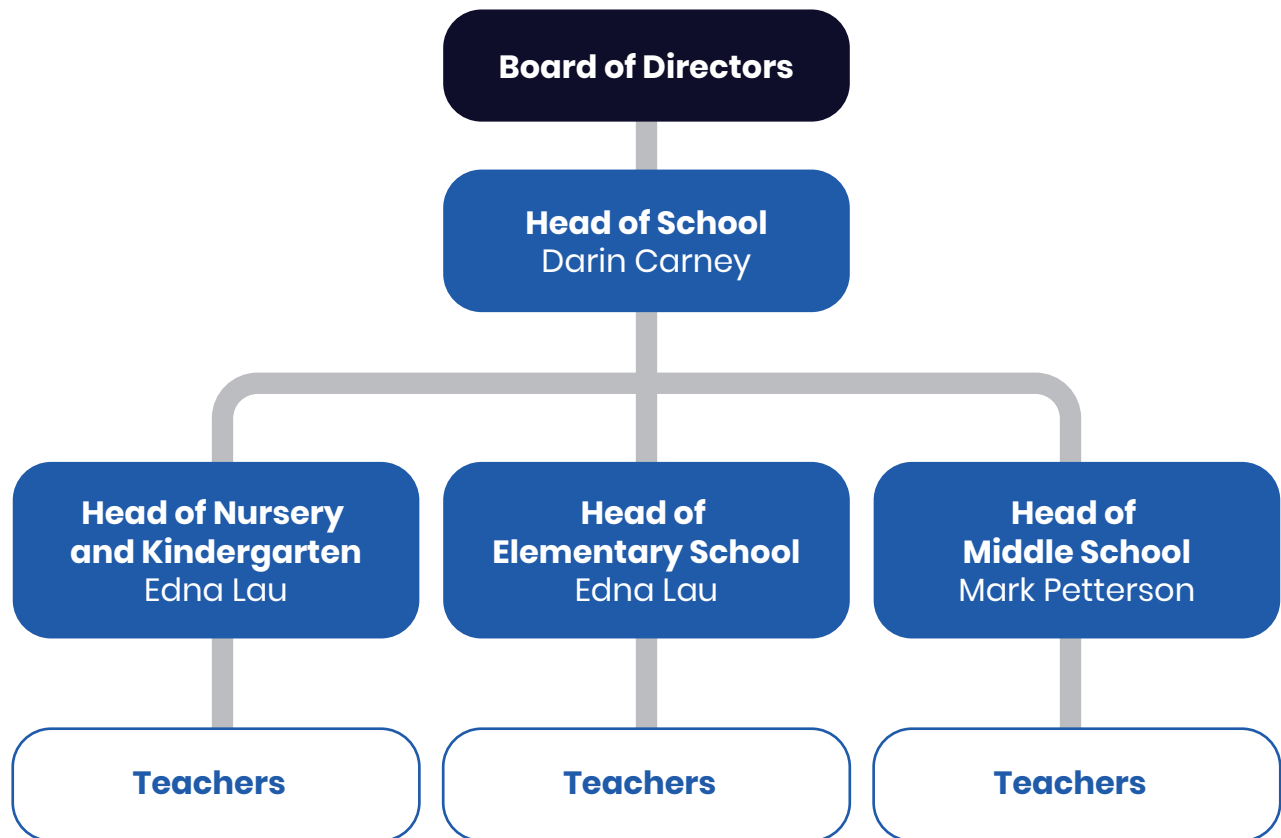 Board of Directors
Head of School
Darin Carney
Head of Nursery
and Kindergarten
Edna Lau
Head of
Elementary School
Edna Lau
Head of
Middle School
Mark Petterson
Teachers
Teachers
Teachers